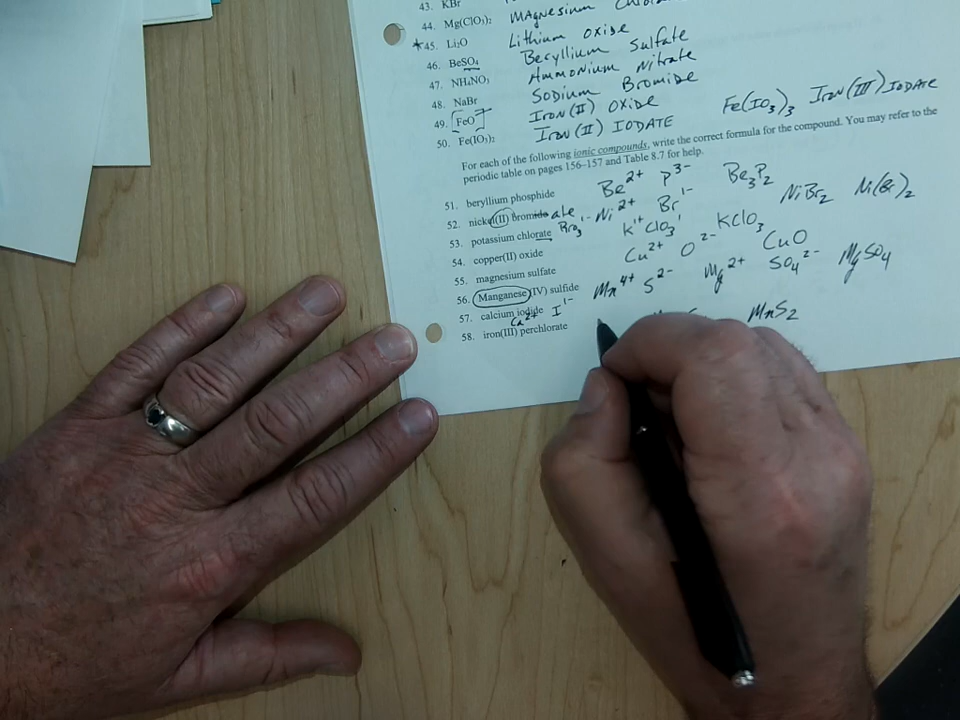 43. KBr
44. Mg(ClO₃)₂ MAgnesium
*45. Li₂O Lithium oxide
46. BeSO₄ Beryllium Sulfate
47. NH₄NO₃ Ammonium Nitrate
48. NaBr Sodium Bromide
49. FeO Iron (II) Oxide
50. Fe(IO₃)₂ Iron (II) IODATE Fe(IO₃)₃ Iron (III) IODATE
For each of the following ionic compounds, write the correct formula for the compound. You may refer to the
periodic table on pages 156–157 and Table 8.7 for help.
51. beryllium phosphide Be²⁺ P³⁻ Be₃P₂
52. nickel(II) bromide ate BrO₃¹⁻ Ni²⁺ Br¹⁻ NiBr₂ Ni(Br)₂
53. potassium chlorate K¹⁺ ClO₃¹⁻ KClO₃
54. copper(II) oxide Cu²⁺ O²⁻ CuO
55. magnesium sulfate Mg²⁺ SO₄²⁻ MgSO₄
56. Manganese (IV) sulfide Mn⁴⁺ S²⁻ MnS₂
57. calcium iodide Ca²⁺ I¹⁻
58. iron(III) perchlorate